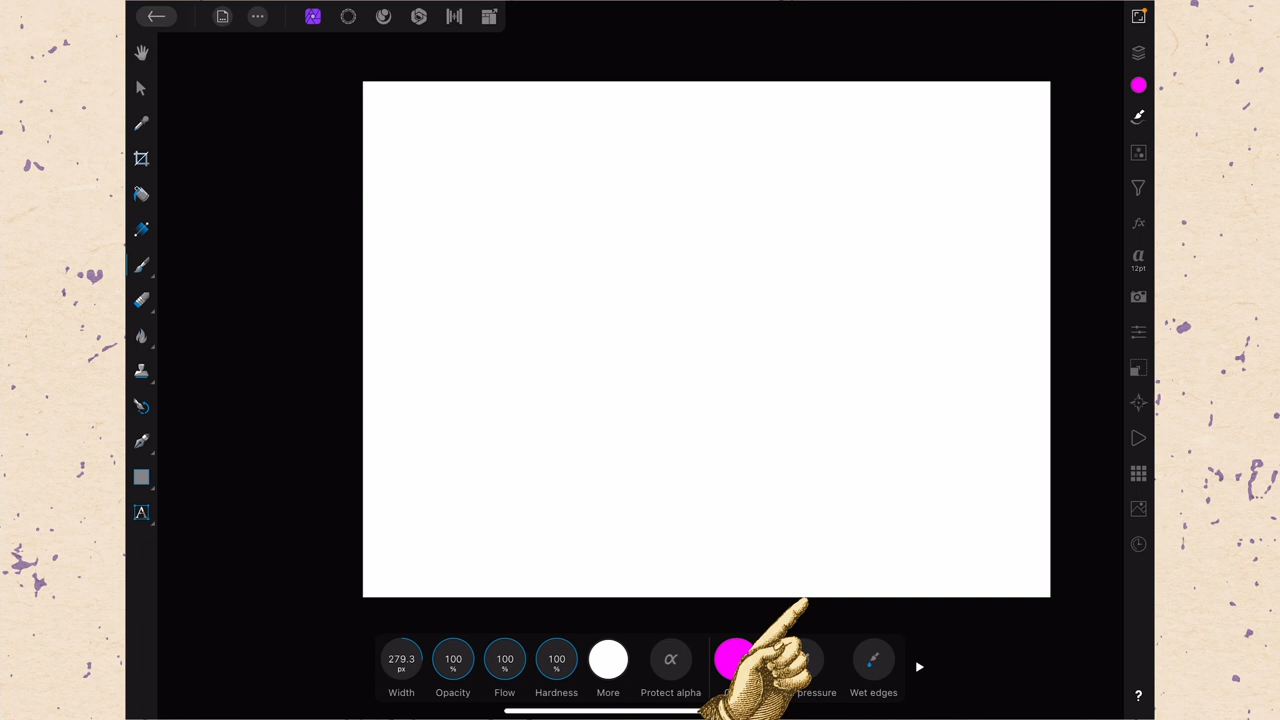 a
12pt
A
279.3
px
100
%
100
%
100
%
α
Width
Opacity
Flow
Hardness
More
Protect alpha
pressure
Wet edges
?